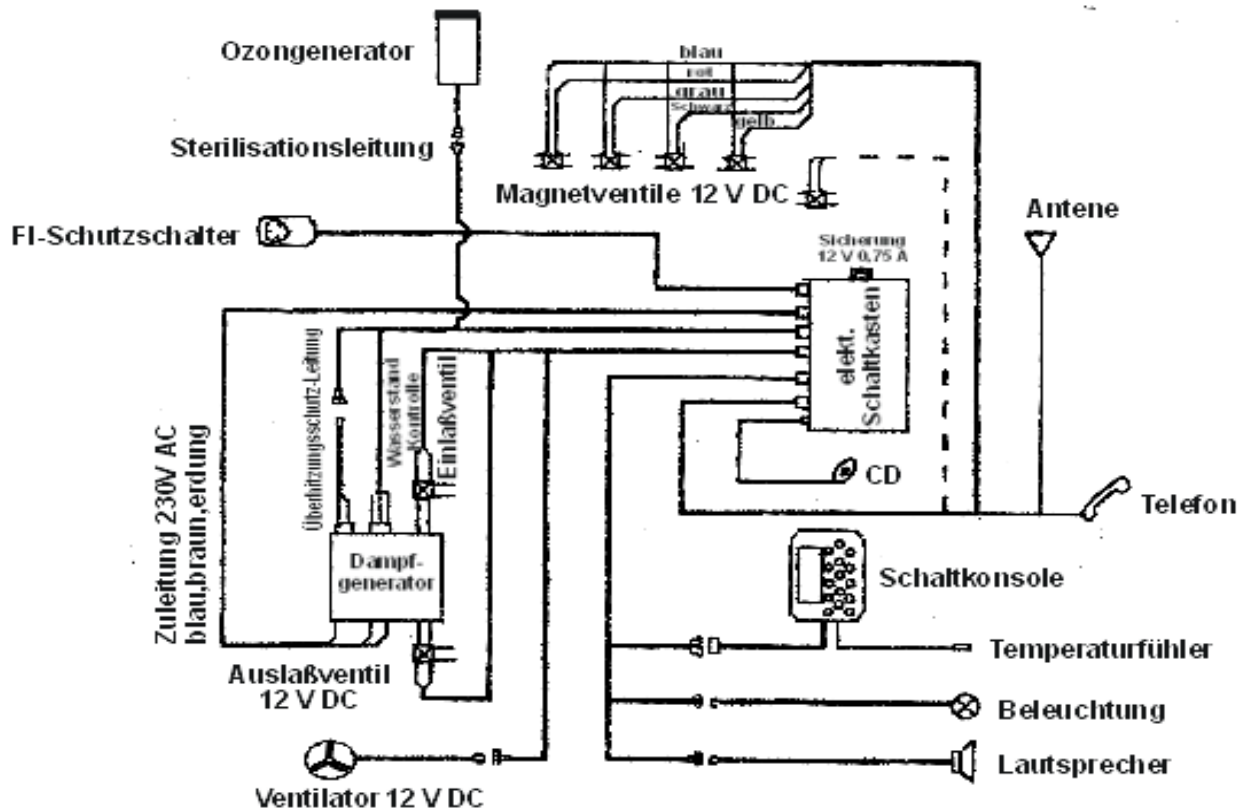 Ozongenerator
blau
rot
grau
Schwarz
gelb
Sterilisationsleitung
Magnetventile 12 V DC
Antene
FI-Schutzschalter
Sicherung
12 V 0,75 A
elekt.
Schaltkasten
Überhitzungsschutz-Leitung
Wasserstand
Kontrolle
Einlaßventil
Zuleitung 230V AC
blau,braun,erdung
CD
Telefon
Dampf-
generator
Schaltkonsole
Auslaßventil
12 V DC
Temperaturfühler
Beleuchtung
Lautsprecher
Ventilator 12 V DC